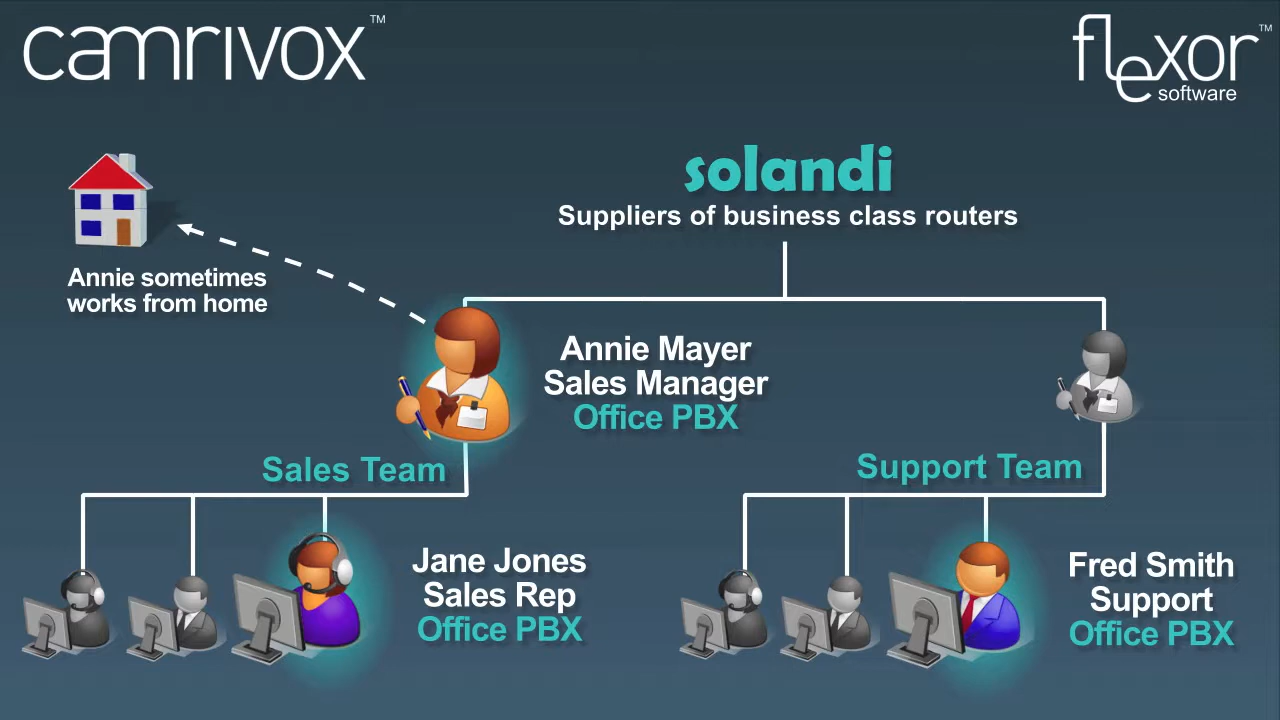 camrivox™
flexor™
software
solandi
Suppliers of business class routers
Annie sometimes
works from home
Annie Mayer
Sales Manager
Office PBX
Sales Team
Support Team
Jane Jones
Sales Rep
Office PBX
Fred Smith
Support
Office PBX